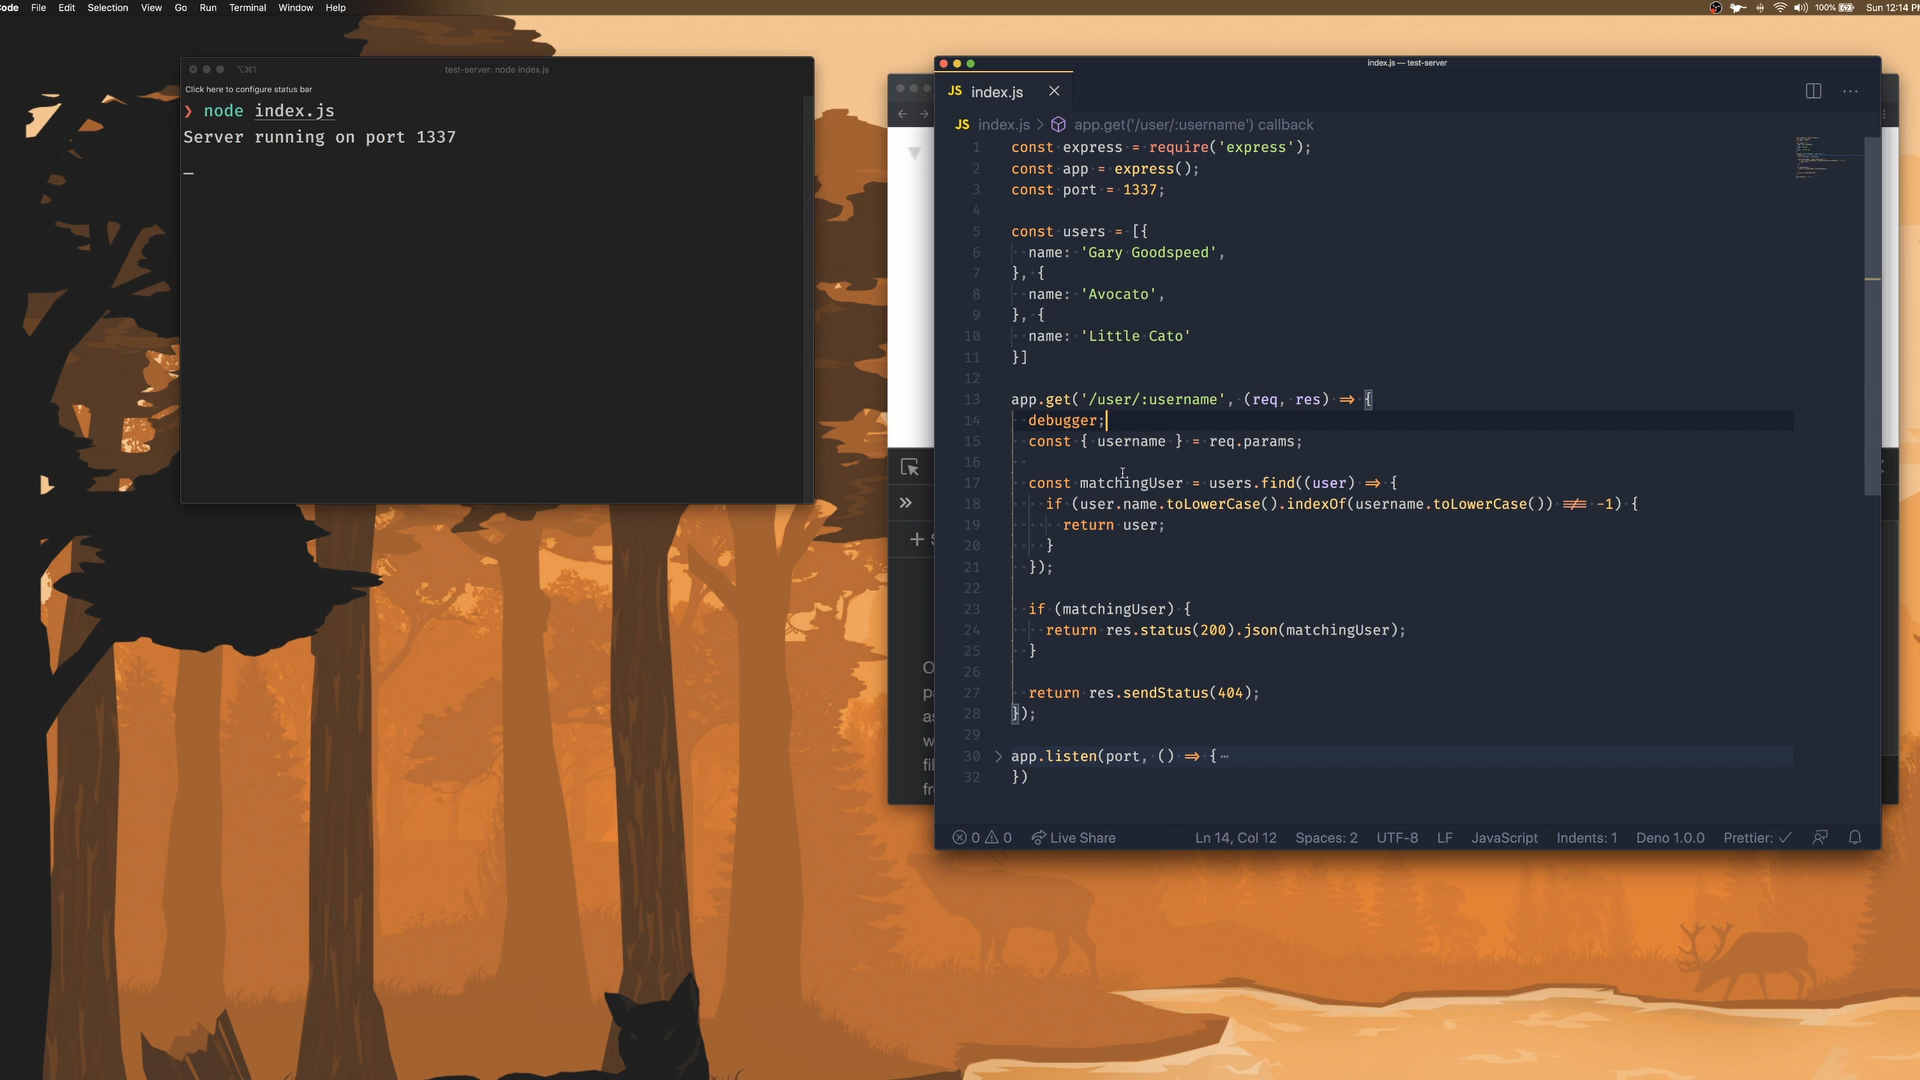 Code File Edit Selection View Go Run Terminal Window Help
100% Sun 12:14 PM
⌥⌘1 test-server: node index.js
Click here to configure status bar
❯ node index.js
Server running on port 1337
index.js — test-server
JS index.js
JS index.js > app.get('/user/:username') callback
1 const express = require('express');
2 const app = express();
3 const port = 1337;
4
5 const users = [{
6 name: 'Gary Goodspeed',
7 }, {
8 name: 'Avocato',
9 }, {
10 name: 'Little Cato'
11 }]
12
13 app.get('/user/:username', (req, res) => {
14 debugger;
15 const { username } = req.params;
16
17 const matchingUser = users.find((user) => {
18 if (user.name.toLowerCase().indexOf(username.toLowerCase()) !== -1) {
19 return user;
20 }
21 });
22
23 if (matchingUser) {
24 return res.status(200).json(matchingUser);
25 }
26
27 return res.sendStatus(404);
28 });
29
30 app.listen(port, () => {⋯
32 })
0 0 Live Share Ln 14, Col 12 Spaces: 2 UTF-8 LF JavaScript Indents: 1 Deno 1.0.0 Prettier: ✓